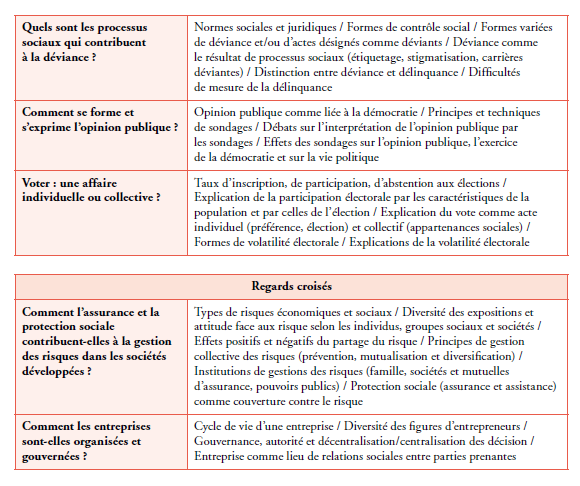 Quels sont les processus
sociaux qui contribuent
à la déviance ?
Normes sociales et juridiques / Formes de contrôle social / Formes variées
de déviance et/ou d'actes désignés comme déviants / Déviance comme
le résultat de processus sociaux (étiquetage, stigmatisation, carrières
déviantes) / Distinction entre déviance et délinquance / Difficultés
de mesure de la délinquance
Comment se forme et
s'exprime l'opinion publique ?
Opinion publique comme liée à la démocratie / Principes et techniques
de sondages / Débats sur l'interprétation de l'opinion publique par
les sondages / Effets des sondages sur l'opinion publique, l'exercice
de la démocratie et sur la vie politique
Voter : une affaire
individuelle ou collective ?
Taux d'inscription, de participation, d'abstention aux élections /
Explication de la participation électorale par les caractéristiques de la
population et par celles de l'élection / Explication du vote comme acte
individuel (préférence, élection) et collectif (appartenances sociales) /
Formes de volatilité électorale / Explications de la volatilité électorale
Regards croisés
Comment l'assurance et la
protection sociale
contribuent-elles à la gestion
des risques dans les sociétés
développées ?
Types de risques économiques et sociaux / Diversité des expositions et
attitude face aux risque selon les individus, groupes sociaux et sociétés /
Effets positifs et négatifs du partage du risque / Principes de gestion
collective des risques (prévention, mutualisation et diversification) /
Institutions de gestions des risques (famille, sociétés et mutuelles
d'assurance, pouvoirs publics) / Protection sociale (assurance et assistance)
comme couverture contre le risque
Comment les entreprises
sont-elles organisées et
gouvernées ?
Cycle de vie d'une entreprise / Diversité des figures d'entrepreneurs /
Gouvernance, autorité et décentralisation/centralisation des décision /
Entreprise comme lieu de relations sociales entre parties prenantes